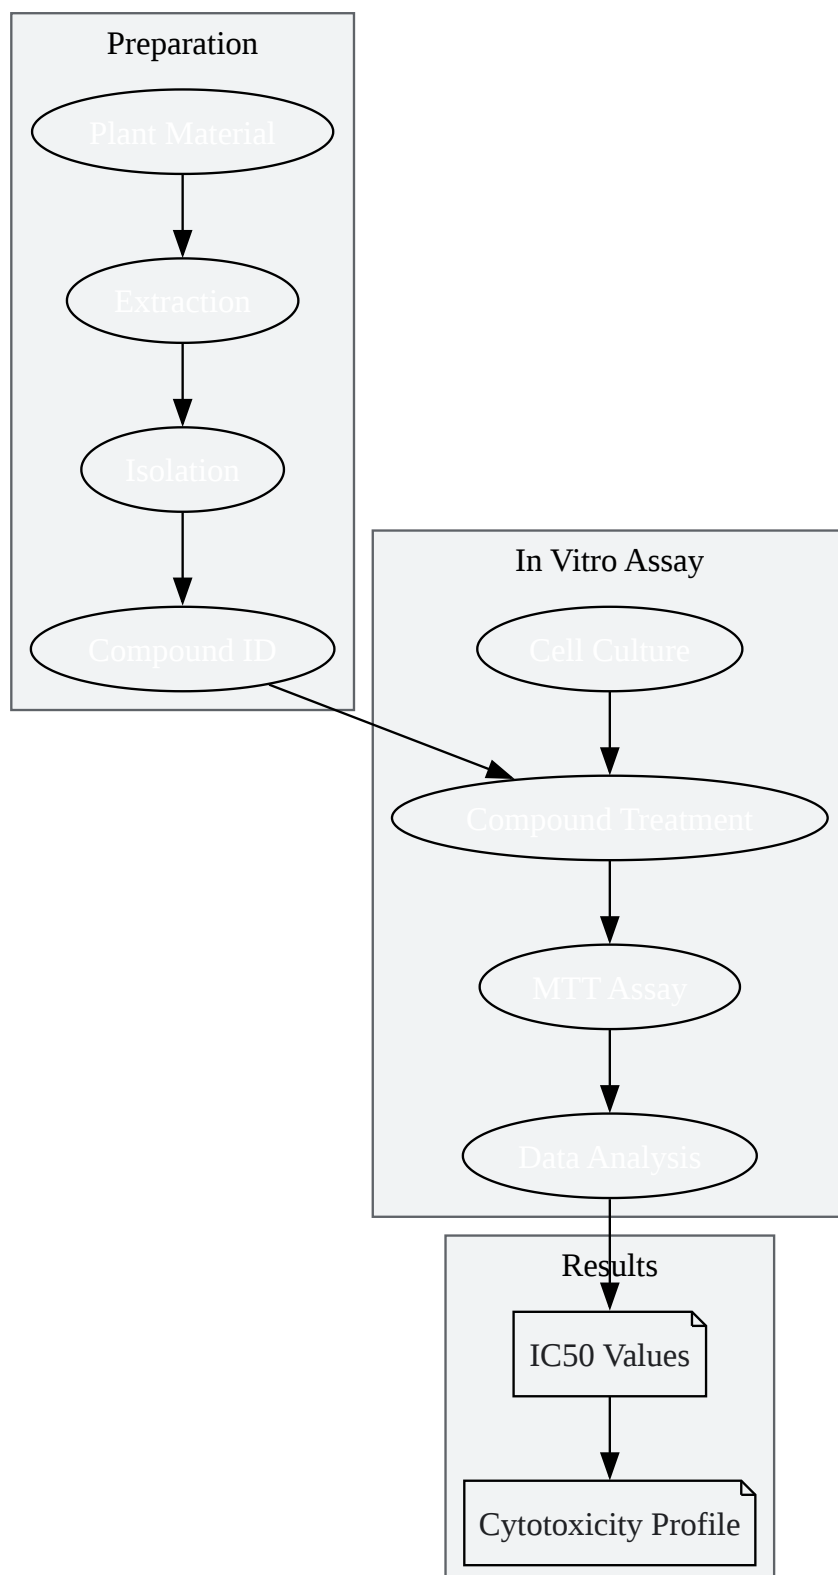 Preparation
Plant Material
Extraction
Isolation
Compound ID
In Vitro Assay
Cell Culture
Compound Treatment
MTT Assay
Data Analysis
Results
IC50 Values
Cytotoxicity Profile